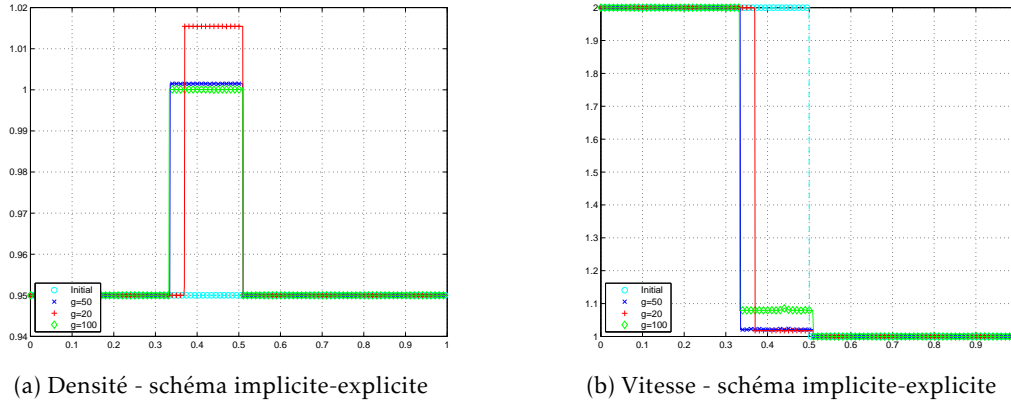 1.02
1.01
1
0.99
0.98
0.97
0.96
0.95
0.94
0 0.1 0.2 0.3 0.4 0.5 0.6 0.7 0.8 0.9 1
Initial
g=50
g=20
g=100
(a) Densité - schéma implicite-explicite
2
1.9
1.8
1.7
1.6
1.5
1.4
1.3
1.2
1.1
1
0 0.1 0.2 0.3 0.4 0.5 0.6 0.7 0.8 0.9
Initial
g=50
g=20
g=100
(b) Vitesse - schéma implicite-explicite